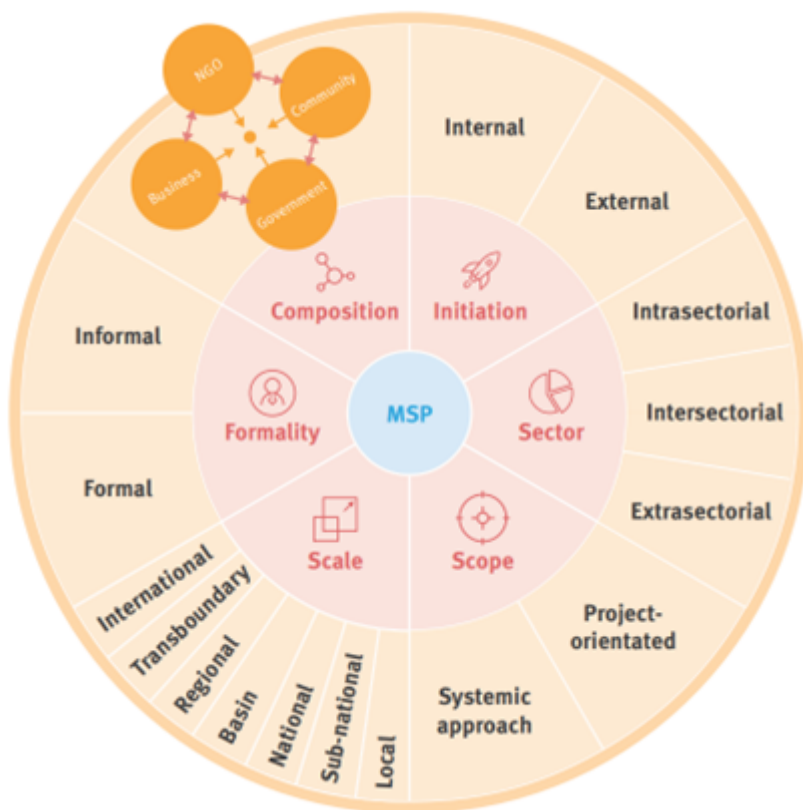 NGO
Community
Business
Government
Internal
External
Composition
Initiation
Informal
Intrasectorial
Formality
MSP
Sector
Intersectorial
Formal
Extrasectorial
Scale
Scope
International
Transboundary
Regional
Basin
National
Sub-national
Local
Systemic
approach
Project-
orientated